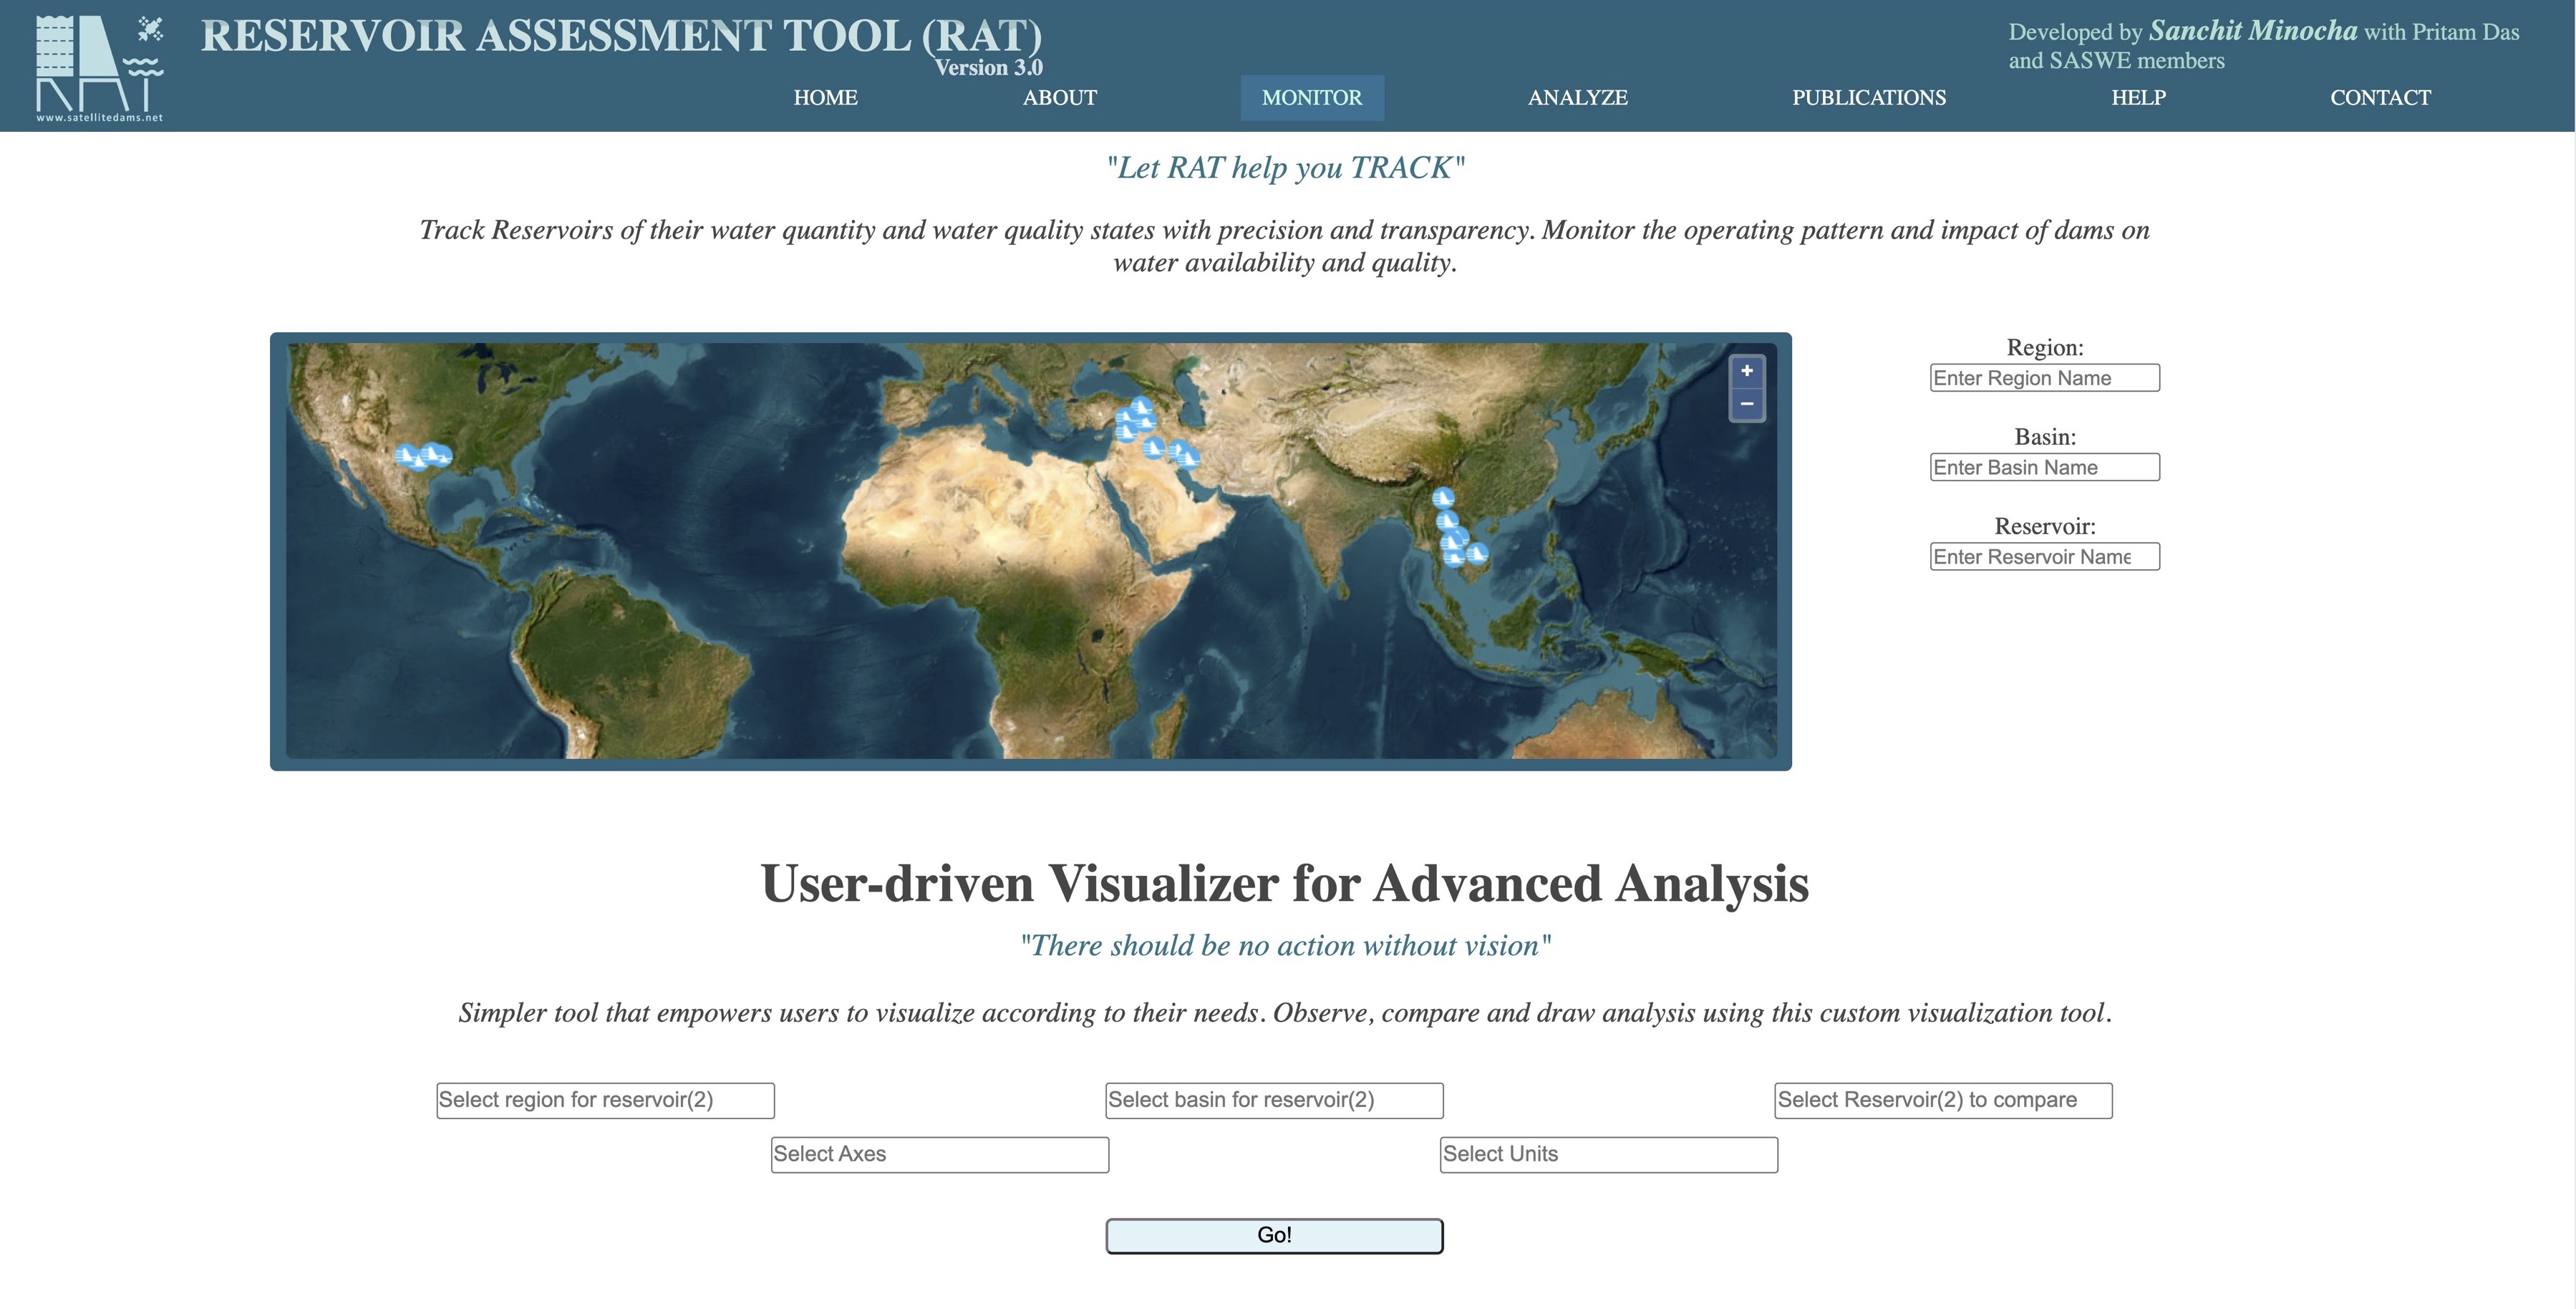 RAT
www.satellitedams.net
RESERVOIR ASSESSMENT TOOL (RAT)
Version 3.0
Developed by Sanchit Minocha with Pritam Das
and SASWE members
HOME ABOUT MONITOR ANALYZE PUBLICATIONS HELP CONTACT
"Let RAT help you TRACK"
Track Reservoirs of their water quantity and water quality states with precision and transparency. Monitor the operating pattern and impact of dams on
water availability and quality.
+
−
Region:
Enter Region Name
Basin:
Enter Basin Name
Reservoir:
Enter Reservoir Name
User-driven Visualizer for Advanced Analysis
"There should be no action without vision"
Simpler tool that empowers users to visualize according to their needs. Observe, compare and draw analysis using this custom visualization tool.
Select region for reservoir(2) Select basin for reservoir(2) Select Reservoir(2) to compare
Select Axes Select Units
Go!